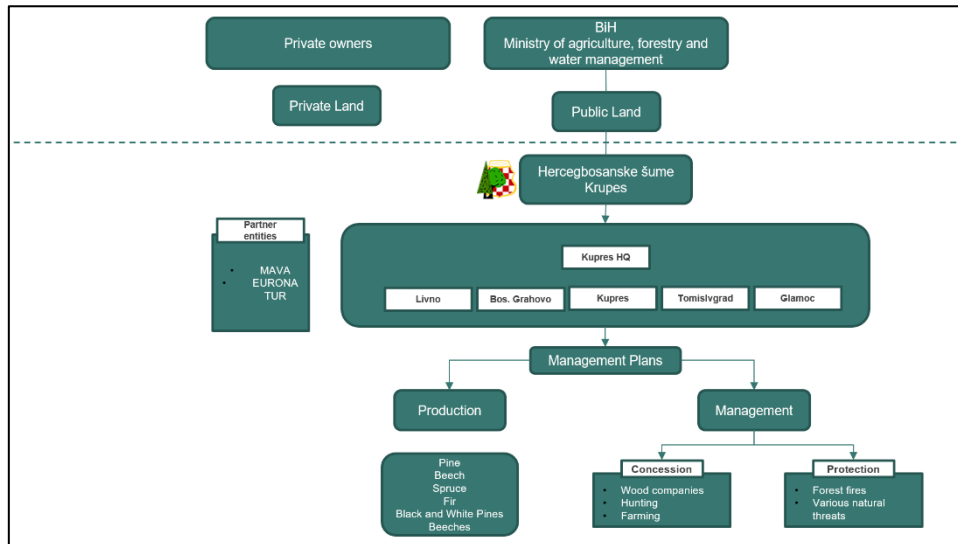 Private owners
BiH
Ministry of agriculture, forestry and
water management
Private Land
Public Land
Hercegbosanske šume
Krupes
Partner
entities
• MAVA
• EURONA
TUR
Kupres HQ
Livno
Bos. Grahovo
Kupres
Tomislvgrad
Glamoc
Management Plans
Production
Management
Pine
Beech
Spruce
Fir
Black and White Pines
Beeches
Concession
• Wood companies
• Hunting
• Farming
Protection
• Forest fires
• Various natural
threats